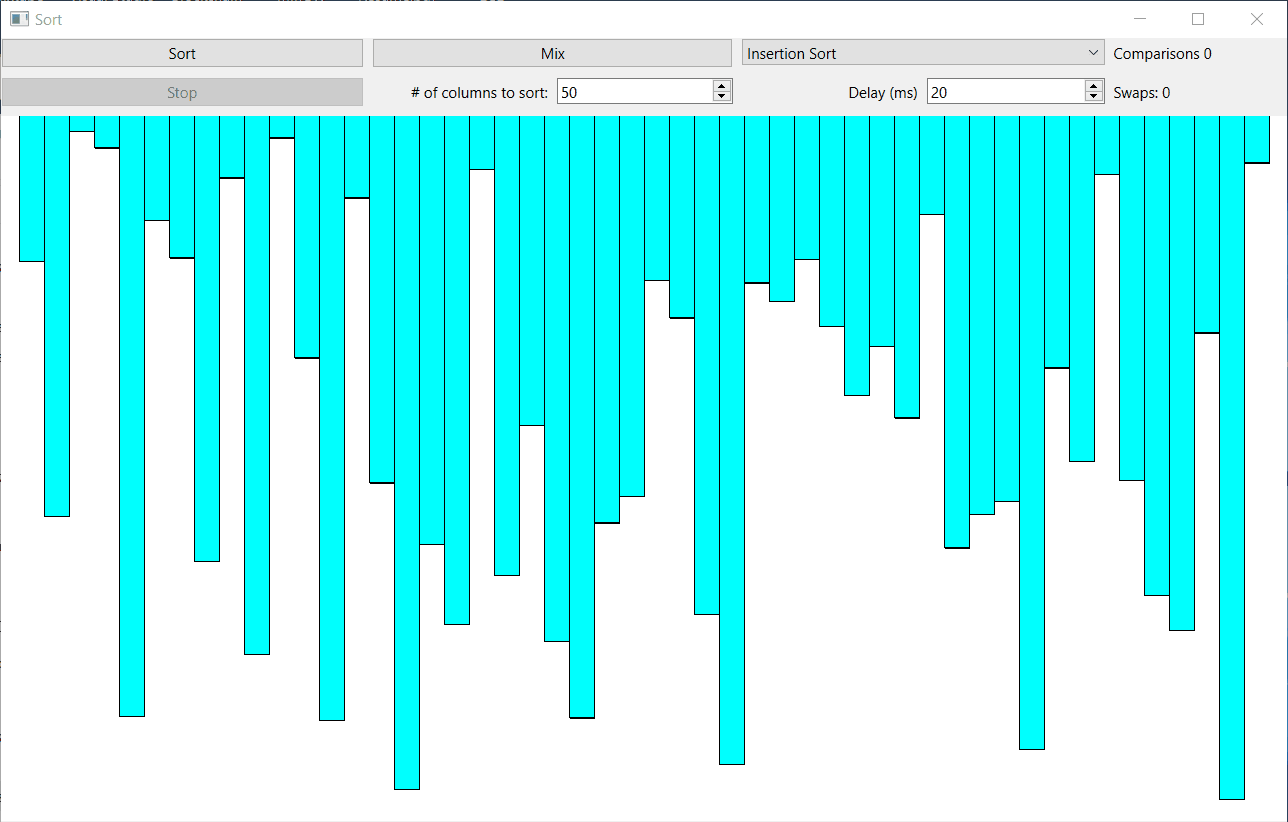 Sort
Sort Mix Insertion Sort Comparisons 0
Stop # of columns to sort: 50 Delay (ms) 20 Swaps: 0